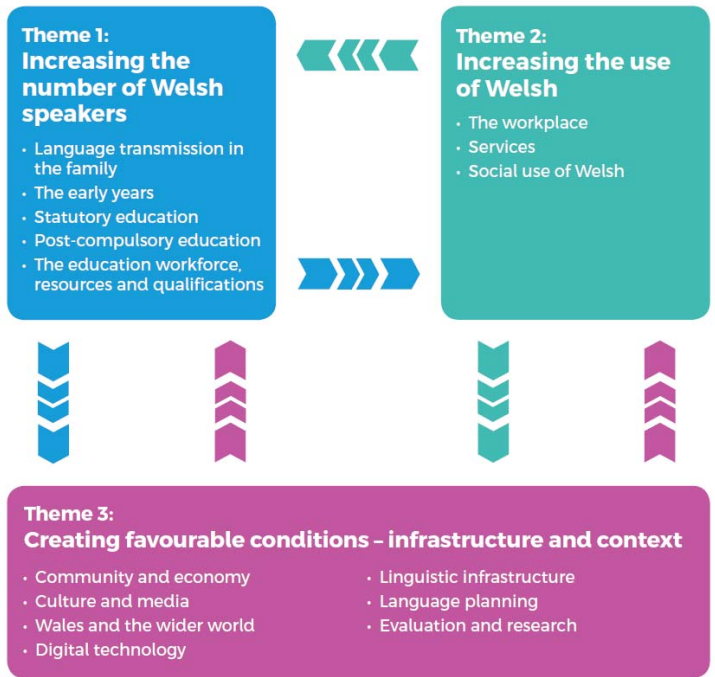 Theme 1:
Increasing the
number of Welsh
speakers
• Language transmission in
the family
• The early years
• Statutory education
• Post-compulsory education
• The education workforce,
resources and qualifications
Theme 2:
Increasing the use
of Welsh
• The workplace
• Services
• Social use of Welsh
Theme 3:
Creating favourable conditions – infrastructure and context
• Community and economy
• Culture and media
• Wales and the wider world
• Digital technology
• Linguistic infrastructure
• Language planning
• Evaluation and research